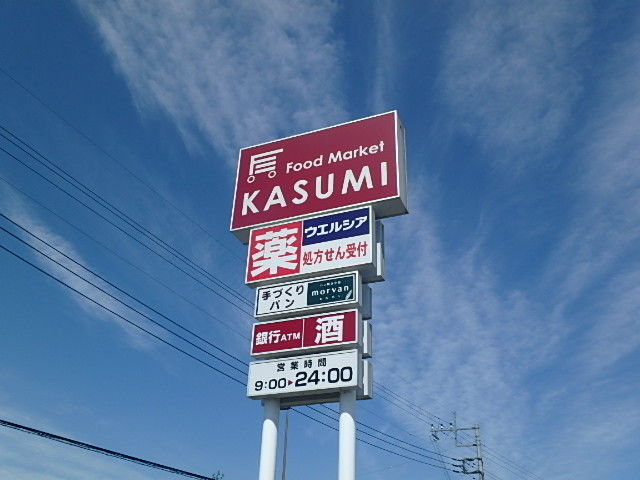 Food Market
KASUMI
薬
ウエルシア
処方せん受付
手づくり
パン
morvan
銀行ATM
酒
営業時間
9:00▶24:00